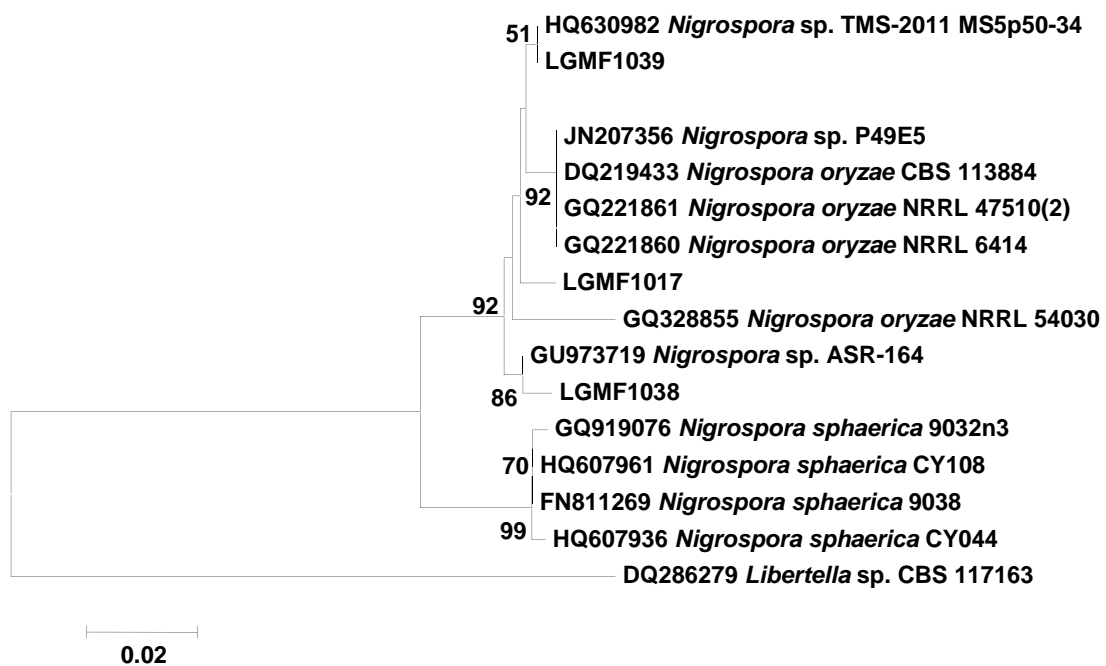 HQ630982 Nigrospora sp. TMS-2011 MS5p50-34
51
LGMF1039
JN207356 Nigrospora sp. P49E5
DQ219433 Nigrospora oryzae CBS 113884
92
GQ221861 Nigrospora oryzae NRRL 47510(2)
GQ221860 Nigrospora oryzae NRRL 6414
LGMF1017
92
GQ328855 Nigrospora oryzae NRRL 54030
GU973719 Nigrospora sp. ASR-164
86
LGMF1038
GQ919076 Nigrospora sphaerica 9032n3
70
HQ607961 Nigrospora sphaerica CY108
FN811269 Nigrospora sphaerica 9038
99
HQ607936 Nigrospora sphaerica CY044
DQ286279 Libertella sp. CBS 117163
0.02